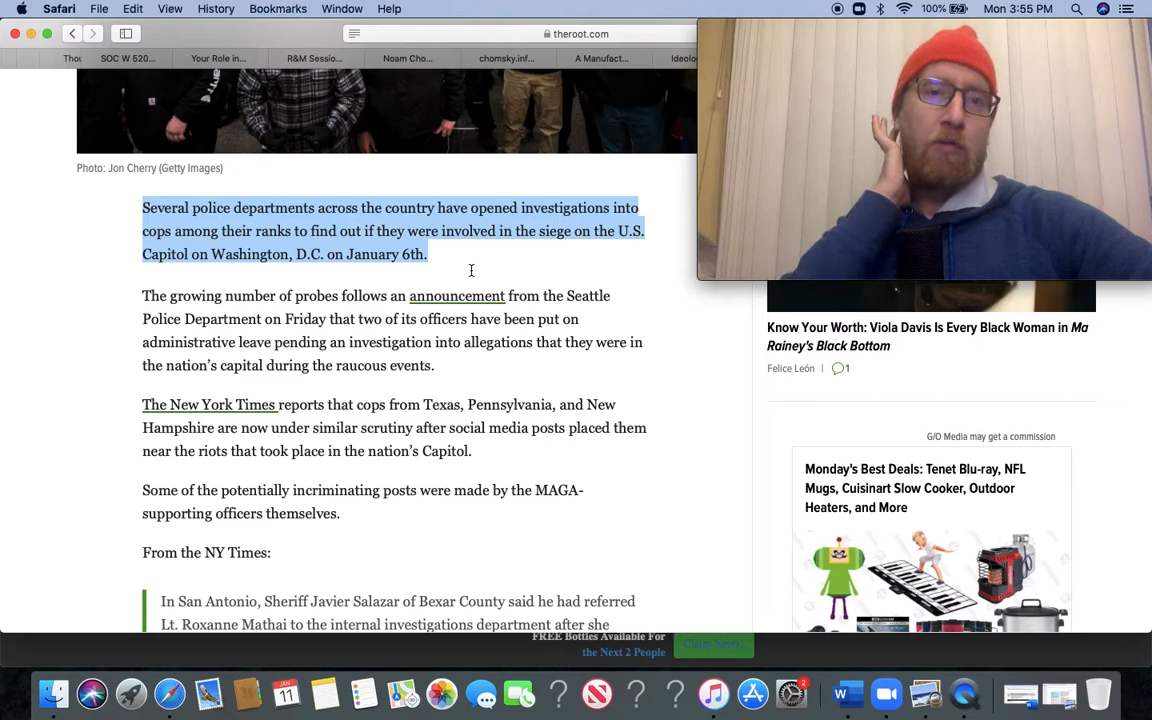 Safari File Edit View History Bookmarks Window Help 100% Mon 3:55 PM
theroot.com
Thou SOC W 520... Your Role in... R&M Sessio... Noam Cho... chomsky.inf... A Manufact... Ideolo
Photo: Jon Cherry (Getty Images)
Several police departments across the country have opened investigations into
cops among their ranks to find out if they were involved in the siege on the U.S.
Capitol on Washington, D.C. on January 6th.
The growing number of probes follows an announcement from the Seattle
Police Department on Friday that two of its officers have been put on
administrative leave pending an investigation into allegations that they were in
the nation's capital during the raucous events.
The New York Times reports that cops from Texas, Pennsylvania, and New
Hampshire are now under similar scrutiny after social media posts placed them
near the riots that took place in the nation's Capitol.
Some of the potentially incriminating posts were made by the MAGA-
supporting officers themselves.
From the NY Times:
In San Antonio, Sheriff Javier Salazar of Bexar County said he had referred
Lt. Roxanne Mathai to the internal investigations department after she
Know Your Worth: Viola Davis Is Every Black Woman in Ma
Rainey's Black Bottom
Felice León | 1
G/O Media may get a commission
Monday's Best Deals: Tenet Blu-ray, NFL
Mugs, Cuisinart Slow Cooker, Outdoor
Heaters, and More
FREE Bottles Available For
the Next 2 People
JAN
11
2